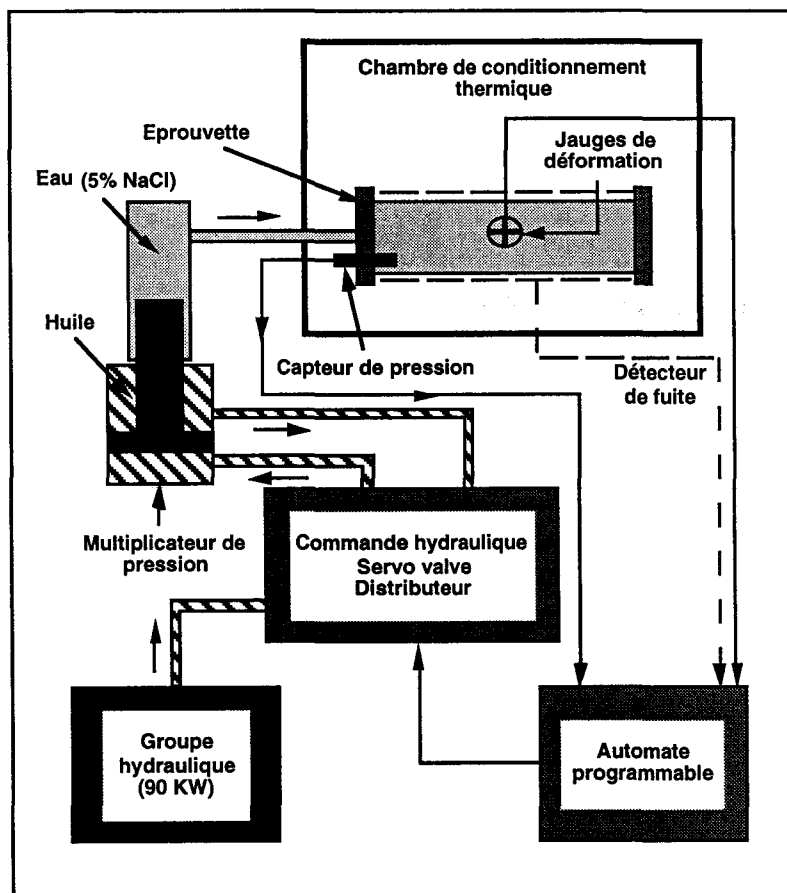 Chambre de conditionnement
thermique
Eprouvette
Jauges de
déformation
Eau (5% NaCl)
Huile
Capteur de pression
Détecteur
de fuite
Multiplicateur de
pression
Commande hydraulique
Servo valve
Distributeur
Groupe
hydraulique
(90 KW)
Automate
programmable